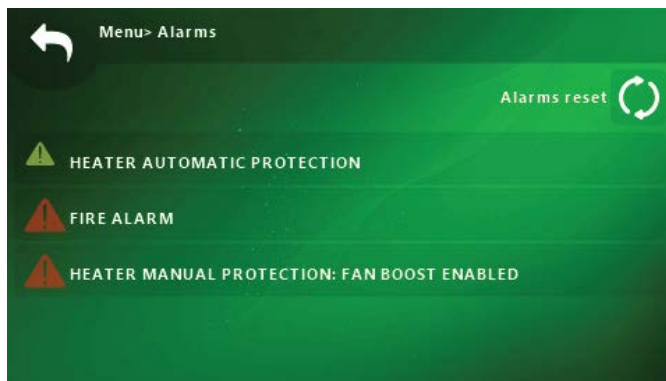 Menu> Alarms
Alarms reset
HEATER AUTOMATIC PROTECTION
FIRE ALARM
HEATER MANUAL PROTECTION: FAN BOOST ENABLED